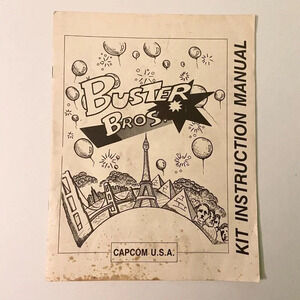 BUSTER
BROS.
CAPCOM U.S.A.
KIT INSTRUCTION MANUAL